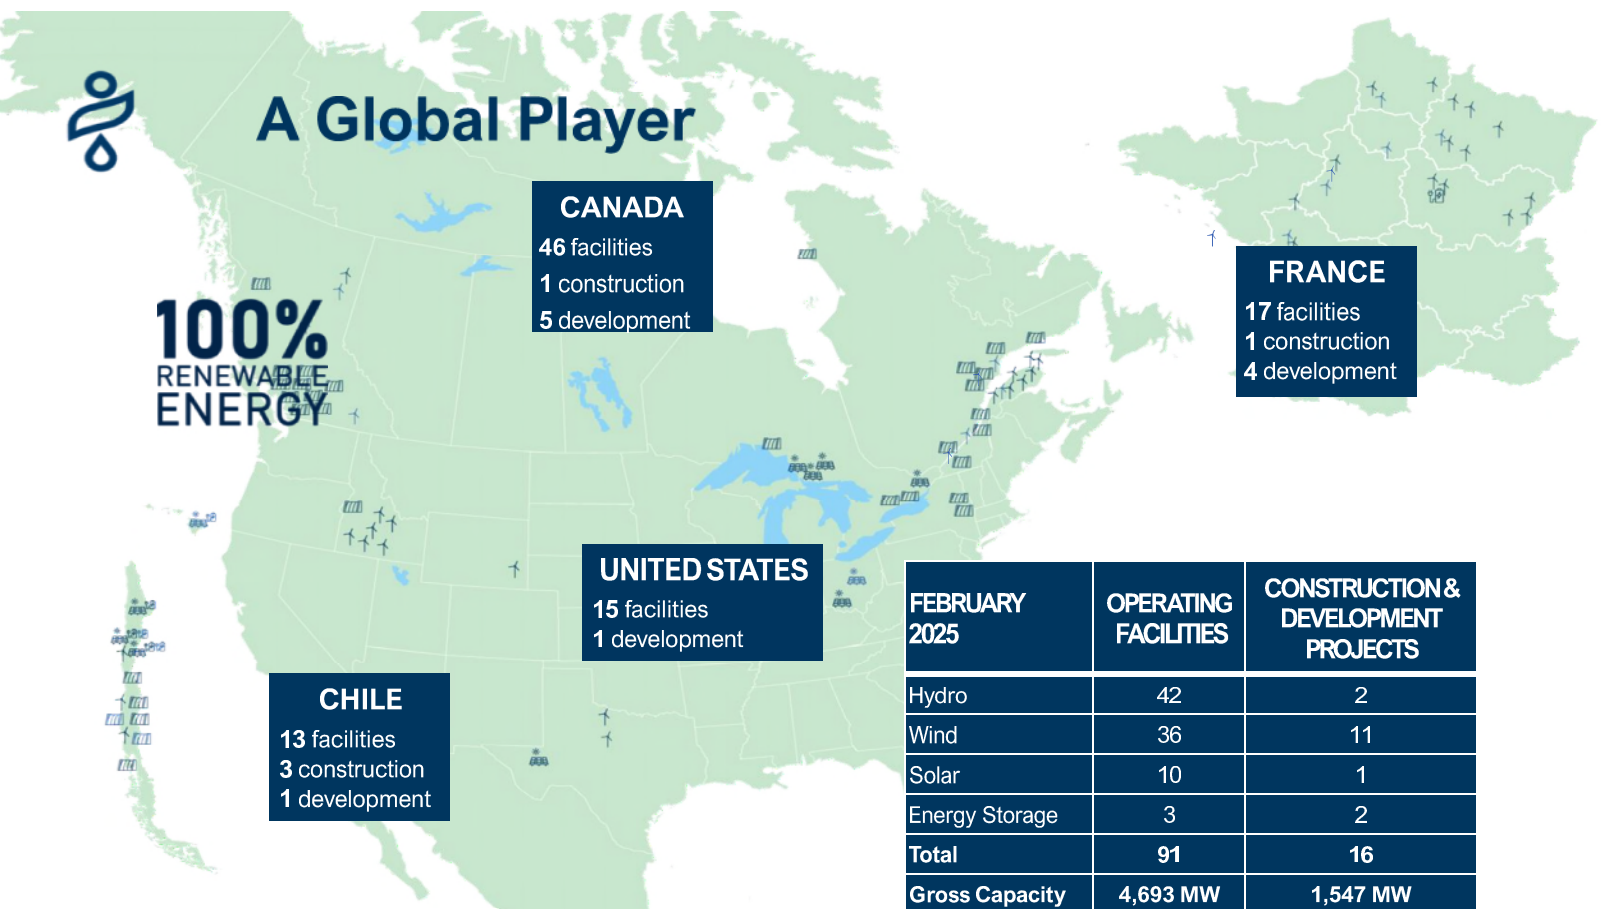 A Global Player
CANADA
46 facilities
1 construction
5 development
100%
RENEWABLE
ENERGY
FRANCE
17 facilities
1 construction
4 development
UNITED STATES
15 facilities
1 development
CHILE
13 facilities
3 construction
1 development
FEBRUARY 2025 OPERATING FACILITIES CONSTRUCTION & DEVELOPMENT PROJECTS
Hydro 42 2
Wind 36 11
Solar 10 1
Energy Storage 3 2
Total 91 16
Gross Capacity 4,693 MW 1,547 MW